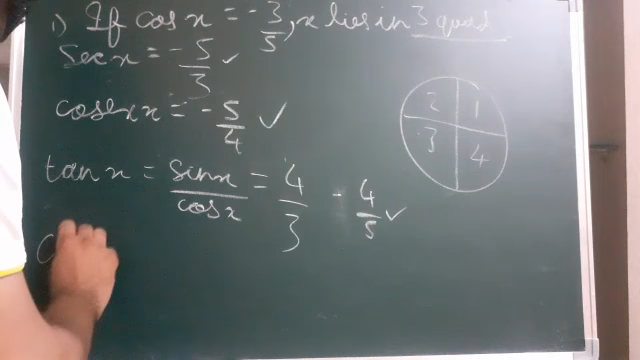 1) If cos x = -3/5, x lies in 3 quad
Sec x = -5/3 ✓
cosec x = -5/4 ✓
tan x = sin x/cos x = 4/3 - 4/5 ✓
C
2 1
3 4